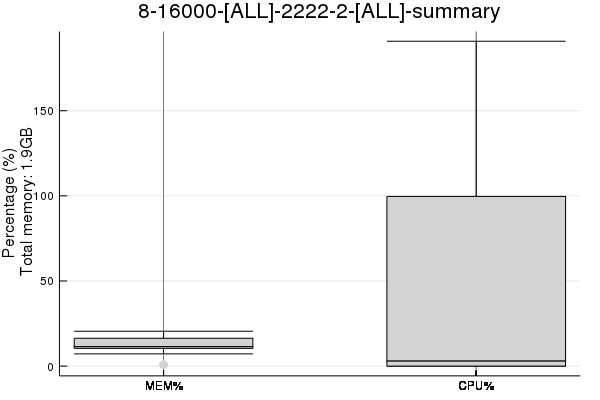 8-16000-[ALL]-2222-2-[ALL]-summary
Percentage (%)
Total memory: 1.9GB
150
100
50
0
MEM%
CPU%